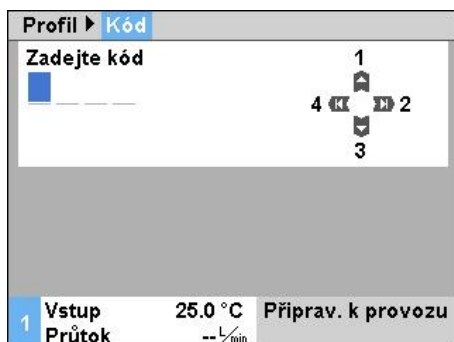 Profil ▶ Kód
Zadejte kód
1
4 2
3
1
Vstup 25.0 °C Připrav. k provozu
Průtok -- L/min